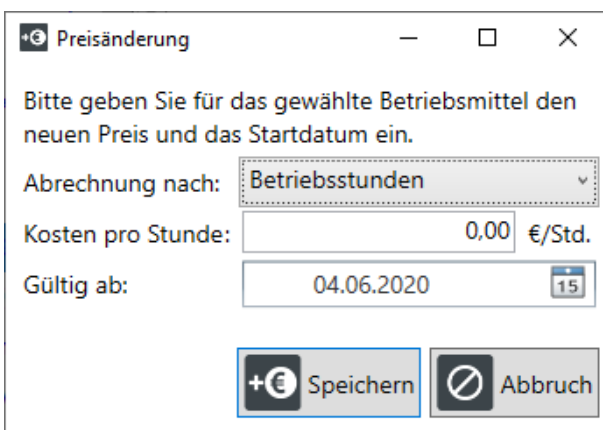 Preisänderung
Bitte geben Sie für das gewählte Betriebsmittel den
neuen Preis und das Startdatum ein.
Abrechnung nach: Betriebsstunden
Kosten pro Stunde: 0,00 €/Std.
Gültig ab: 04.06.2020 15
+€ Speichern Abbruch